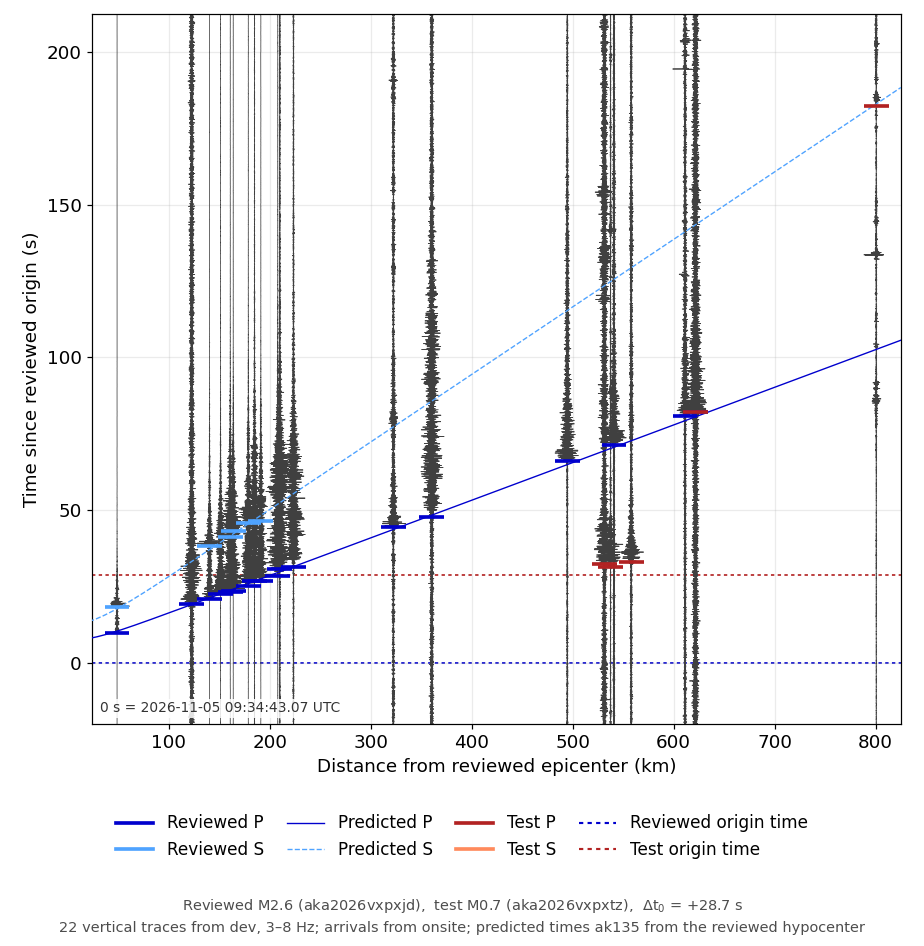 200
150
100
50
0
Time since reviewed origin (s)
0 s = 2026-11-05 09:34:43.07 UTC
100 200 300 400 500 600 700 800
Distance from reviewed epicenter (km)
Reviewed P Predicted P Test P Reviewed origin time
Reviewed S Predicted S Test S Test origin time
Reviewed M2.6 (aka2026vxpxjd), test M0.7 (aka2026vxpxtz), Δt₀ = +28.7 s
22 vertical traces from dev, 3–8 Hz; arrivals from onsite; predicted times ak135 from the reviewed hypocenter